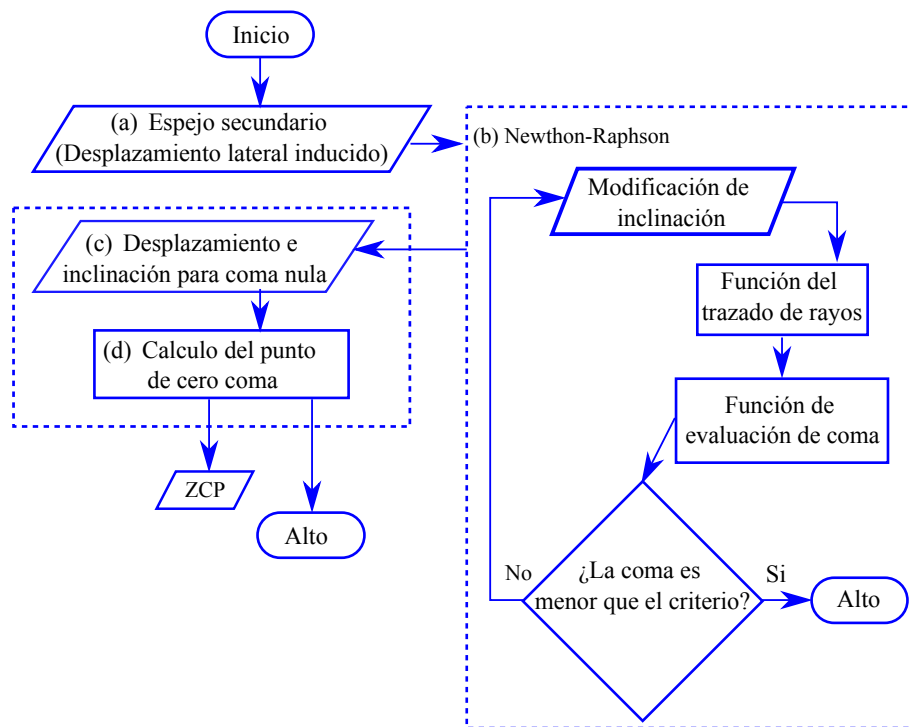 Inicio
(a) Espejo secundario
(Desplazamiento lateral inducido)
(b) Newthon-Raphson
Modificación de
inclinación
Función del
trazado de rayos
Función de
evaluación de coma
¿La coma es
menor que el criterio?
No
Si
Alto
(c) Desplazamiento e
inclinación para coma nula
(d) Calculo del punto
de cero coma
ZCP
Alto